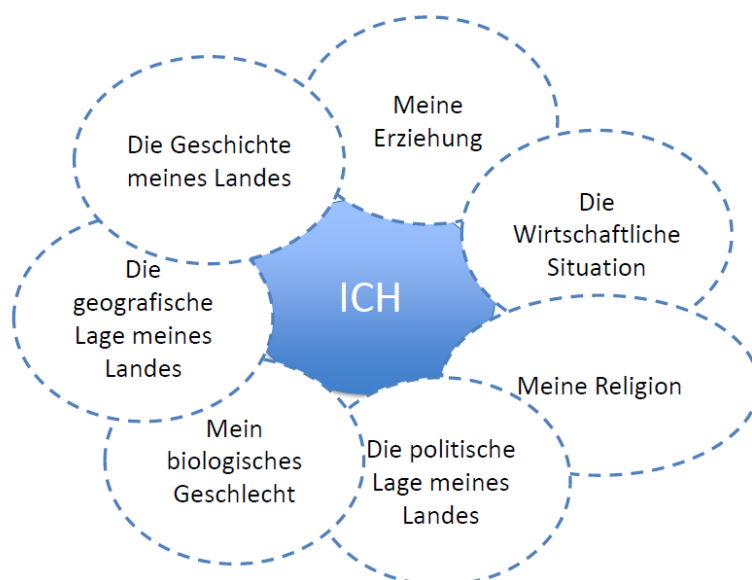 Meine
Erziehung
Die Geschichte
meines Landes
Die
Wirtschaftliche
Situation
Die
geografische
Lage meines
Landes
ICH
Meine Religion
Mein
biologisches
Geschlecht
Die politische
Lage meines
Landes